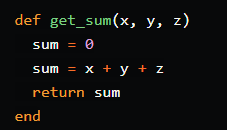 def get_sum(x, y, z)
  sum = 0
  sum = x + y + z
  return sum
end